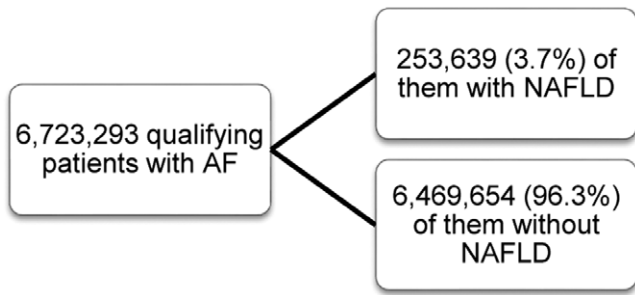 6,723,293 qualifying
patients with AF
253,639 (3.7%) of
them with NAFLD
6,469,654 (96.3%)
of them without
NAFLD